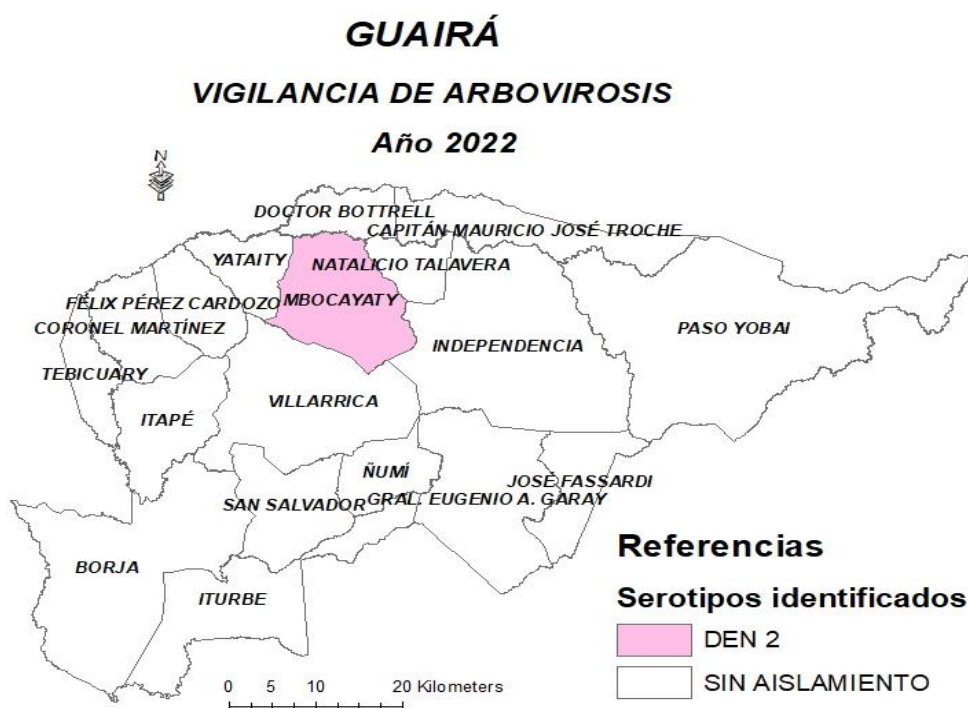 GUAIRÁ
VIGILANCIA DE ARBOVIROSIS
Año 2022
N
DOCTOR BOTTRELL
CAPITÁN MAURICIO JOSÉ TROCHE
YATAITY
NATALICIO TALAVERA
FÉLIX PÉREZ CARDOZO
MBOCAYATY
CORONEL MARTÍNEZ
PASO YOBAI
INDEPENDENCIA
TEBICUARY
VILLARRICA
ITAPÉ
ÑUMÍ
JOSÉ FASSARDI
SAN SALVADOR
GRAL. EUGENIO A. GARAY
BORJA
ITURBE
Referencias
Serotipos identificados
DEN 2
SIN AISLAMIENTO
0 5 10 20 Kilometers